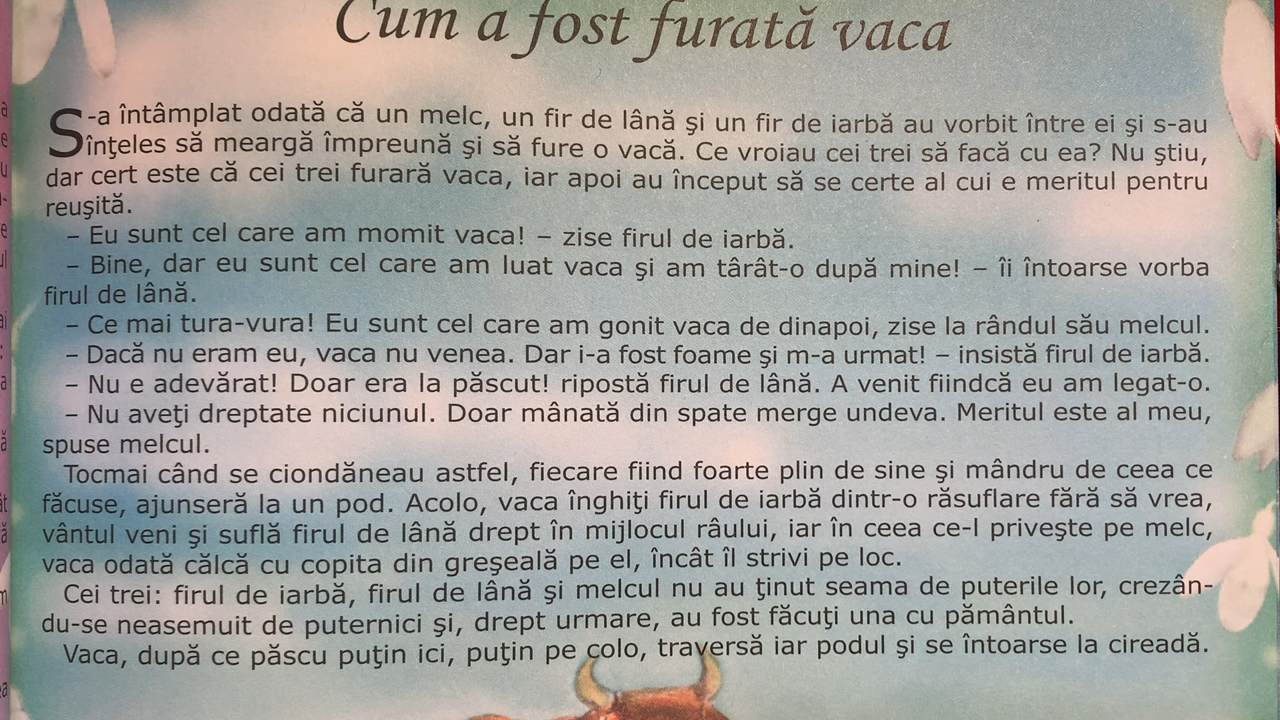 Cum a fost furată vaca
S-a întâmplat odată că un melc, un fir de lână şi un fir de iarbă au vorbit între ei şi s-au
înţeles să meargă împreună şi să fure o vacă. Ce vroiau cei trei să facă cu ea? Nu ştiu,
dar cert este că cei trei furară vaca, iar apoi au început să se certe al cui e meritul pentru
reuşită.
– Eu sunt cel care am momit vaca! – zise firul de iarbă.
– Bine, dar eu sunt cel care am luat vaca şi am târât-o după mine! – îi întoarse vorba
firul de lână.
– Ce mai tura-vura! Eu sunt cel care am gonit vaca de dinapoi, zise la rândul său melcul.
– Dacă nu eram eu, vaca nu venea. Dar i-a fost foame şi m-a urmat! – insistă firul de iarbă.
– Nu e adevărat! Doar era la păscut! ripostă firul de lână. A venit fiindcă eu am legat-o.
– Nu aveţi dreptate niciunul. Doar mânată din spate merge undeva. Meritul este al meu,
spuse melcul.
Tocmai când se ciondăneau astfel, fiecare fiind foarte plin de sine şi mândru de ceea ce
făcuse, ajunseră la un pod. Acolo, vaca înghiţi firul de iarbă dintr-o răsuflare fără să vrea,
vântul veni şi suflă firul de lână drept în mijlocul râului, iar în ceea ce-l priveşte pe melc,
vaca odată călcă cu copita din greşeală pe el, încât îl strivi pe loc.
Cei trei: firul de iarbă, firul de lână şi melcul nu au ţinut seama de puterile lor, crezân-
du-se neasemuit de puternici şi, drept urmare, au fost făcuţi una cu pământul.
Vaca, după ce păscu puţin ici, puţin pe colo, traversă iar podul şi se întoarse la cireadă.